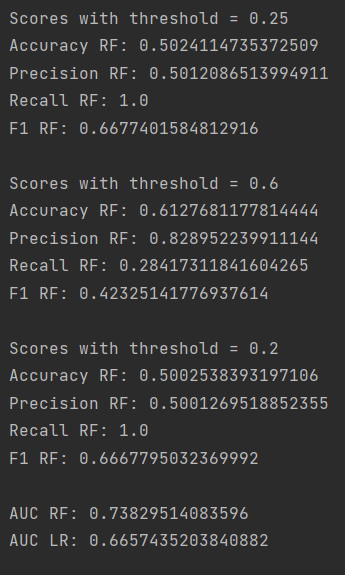 Scores with threshold = 0.25
Accuracy RF: 0.5024114735372509
Precision RF: 0.5012086513994911
Recall RF: 1.0
F1 RF: 0.6677401584812916

Scores with threshold = 0.6
Accuracy RF: 0.6127681177814444
Precision RF: 0.828952239911144
Recall RF: 0.28417311841604265
F1 RF: 0.42325141776937614

Scores with threshold = 0.2
Accuracy RF: 0.5002538393197106
Precision RF: 0.5001269518852355
Recall RF: 1.0
F1 RF: 0.6667795032369992

AUC RF: 0.73829514083596
AUC LR: 0.6657435203840882